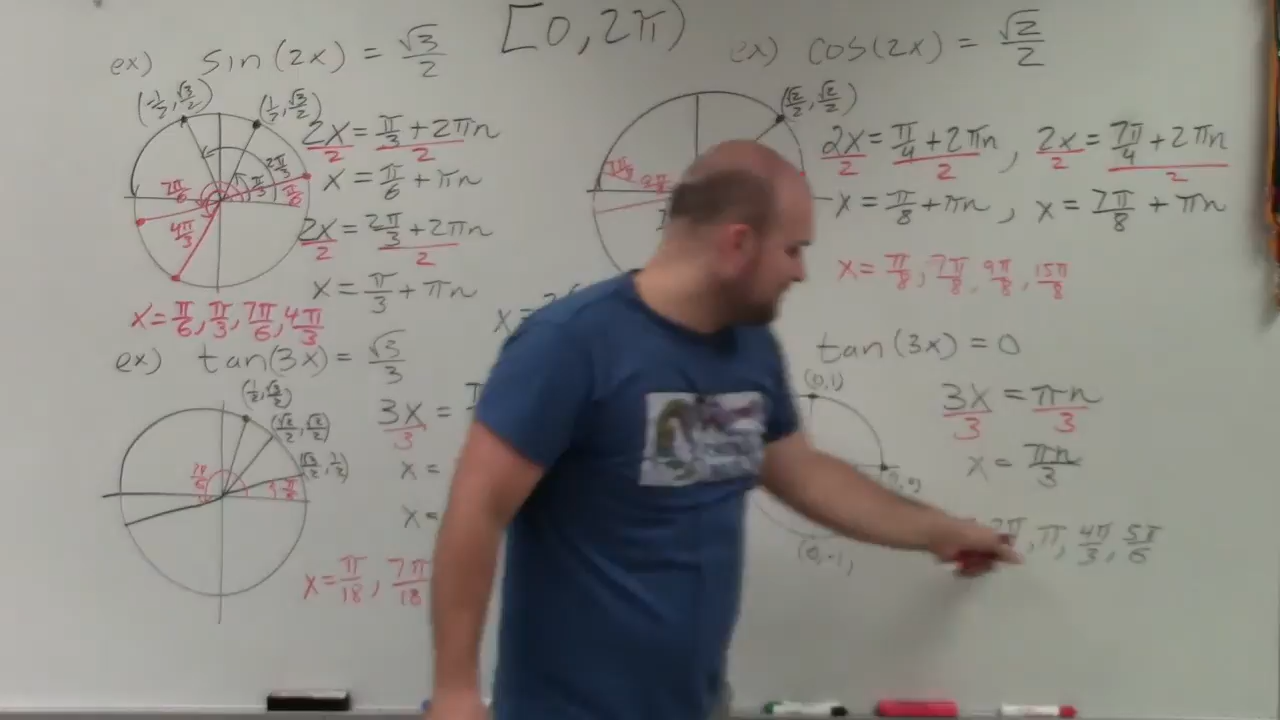 [0, 2π)
ex) sin(2x) = √3/2
(-1/2, √3/2)
(1/2, √3/2)
2x = π/3 + 2πn
2 2
x = π/6 + πn
2x = 2π/3 + 2πn
2 2
x = π/3 + πn
2π/3
π/3
π/6
7π/6
4π/3
x = π/6, π/3, 7π/6, 4π/3
ex) cos(2x) = √2/2
(√2/2, √2/2)
2x = π/4 + 2πn , 2x = 7π/4 + 2πn
2 2 2 2
x = π/8 + πn , x = 7π/8 + πn
7π/8
x = π/8, 7π/8, 9π/8, 15π/8
ex) tan(3x) = √3/3
(1/2, √3/2)
(√2/2, √2/2)
(√3/2, 1/2)
π/6
7π/6
3x =
3
x =
x =
x = π/18, 7π/18
tan(3x) = 0
(0,1)
(0,-1,
3x = πn
3 3
x = πn/3
, π, 4π/3, 5π/6